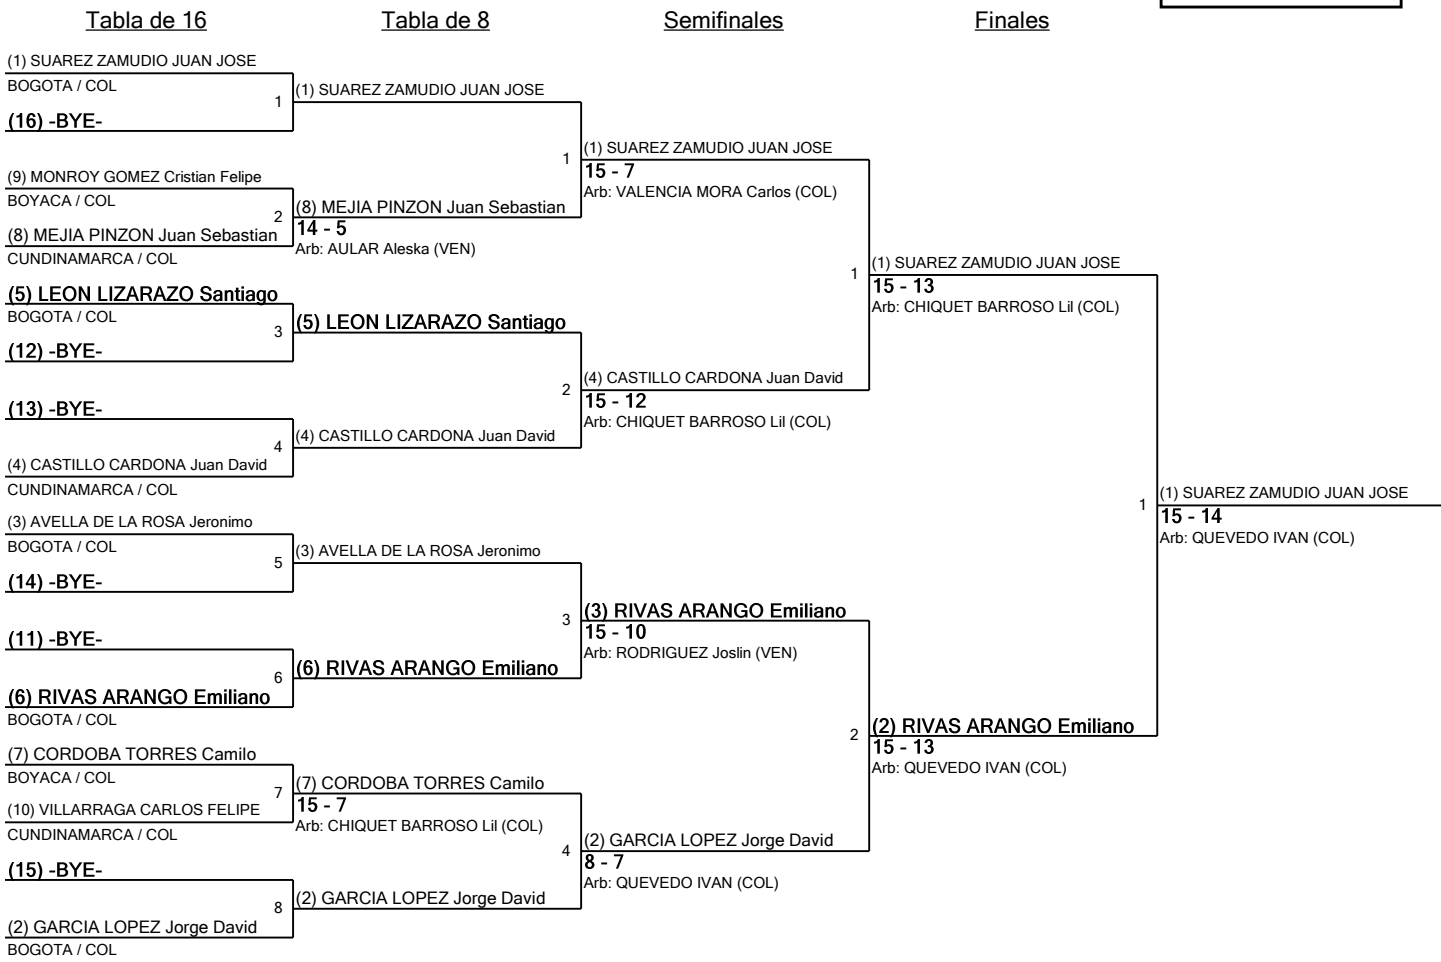 Tabla de 16
Tabla de 8
Semifinales
Finales
(1) SUAREZ ZAMUDIO JUAN JOSE
BOGOTA / COL
1
(16) -BYE-
(9) MONROY GOMEZ Cristian Felipe
BOYACA / COL
2
(8) MEJIA PINZON Juan Sebastian
CUNDINAMARCA / COL
(5) LEON LIZARAZO Santiago
BOGOTA / COL
3
(12) -BYE-
(13) -BYE-
4
(4) CASTILLO CARDONA Juan David
CUNDINAMARCA / COL
(3) AVELLA DE LA ROSA Jeronimo
BOGOTA / COL
5
(14) -BYE-
(11) -BYE-
6
(6) RIVAS ARANGO Emiliano
BOGOTA / COL
(7) CORDOBA TORRES Camilo
BOYACA / COL
7
(10) VILLARRAGA CARLOS FELIPE
CUNDINAMARCA / COL
(15) -BYE-
8
(2) GARCIA LOPEZ Jorge David
BOGOTA / COL
(1) SUAREZ ZAMUDIO JUAN JOSE
1
(8) MEJIA PINZON Juan Sebastian
14 - 5
Arb: AULAR Aleska (VEN)
(5) LEON LIZARAZO Santiago
2
(4) CASTILLO CARDONA Juan David
(3) AVELLA DE LA ROSA Jeronimo
3
(6) RIVAS ARANGO Emiliano
(7) CORDOBA TORRES Camilo
15 - 7
Arb: CHIQUET BARROSO Lil (COL)
4
(2) GARCIA LOPEZ Jorge David
(1) SUAREZ ZAMUDIO JUAN JOSE
15 - 7
Arb: VALENCIA MORA Carlos (COL)
1
(4) CASTILLO CARDONA Juan David
15 - 12
Arb: CHIQUET BARROSO Lil (COL)
(3) RIVAS ARANGO Emiliano
15 - 10
Arb: RODRIGUEZ Joslin (VEN)
2
(2) GARCIA LOPEZ Jorge David
8 - 7
Arb: QUEVEDO IVAN (COL)
(1) SUAREZ ZAMUDIO JUAN JOSE
15 - 13
Arb: CHIQUET BARROSO Lil (COL)
1
(2) RIVAS ARANGO Emiliano
15 - 13
Arb: QUEVEDO IVAN (COL)
(1) SUAREZ ZAMUDIO JUAN JOSE
15 - 14
Arb: QUEVEDO IVAN (COL)